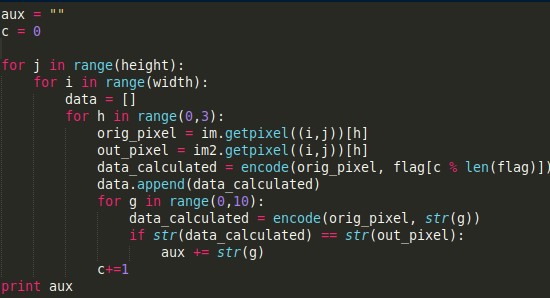 aux = ""
c = 0
for j in range(height):
for i in range(width):
data = []
for h in range(0,3):
orig_pixel = im.getpixel((i,j))[h]
out_pixel = im2.getpixel((i,j))[h]
data_calculated = encode(orig_pixel, flag[c % len(flag)])
data.append(data_calculated)
for g in range(0,10):
data_calculated = encode(orig_pixel, str(g))
if str(data_calculated) == str(out_pixel):
aux += str(g)
c+=1
print aux